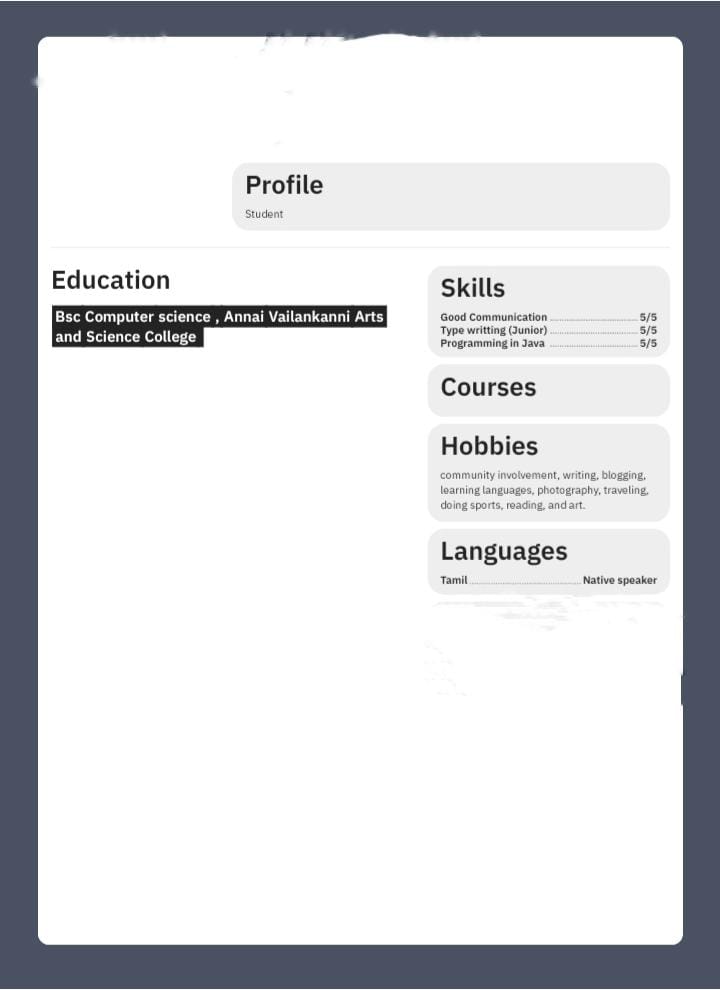 Profile
Student
Education
Bsc Computer science , Annai Vailankanni Arts
and Science College
Skills
Good Communication 5/5
Type writting (Junior) 5/5
Programming in Java 5/5
Courses
Hobbies
community involvement, writing, blogging,
learning languages, photography, traveling,
doing sports, reading, and art.
Languages
Tamil Native speaker